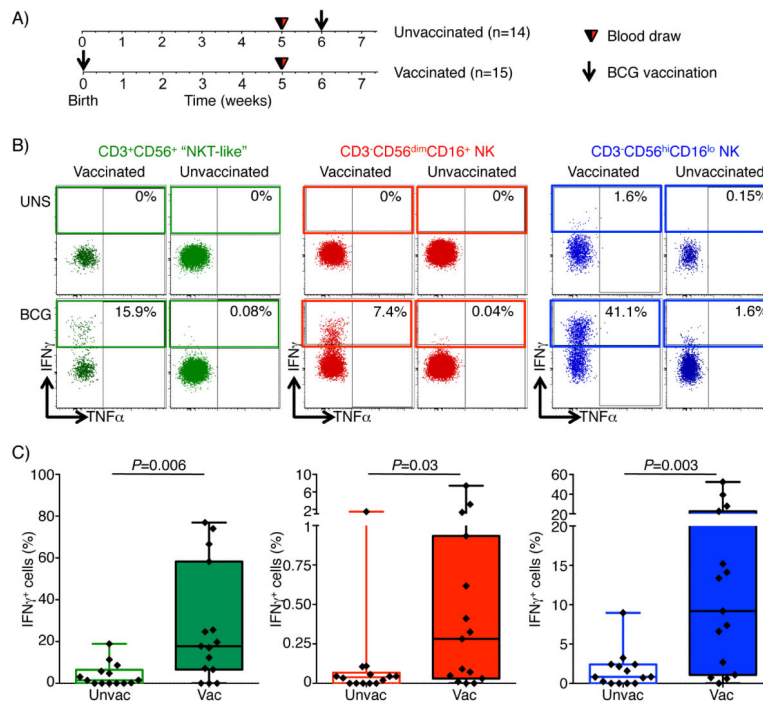 A)
0 1 2 3 4 5 6 7 Unvaccinated (n=14) Blood draw
0 1 2 3 4 5 6 7 Vaccinated (n=15) BCG vaccination
Birth Time (weeks)
B)
CD3⁺CD56⁺ “NKT-like” CD3⁻CD56ᵈⁱᵐCD16⁺ NK CD3⁻CD56ʰⁱCD16ˡᵒ NK
Vaccinated Unvaccinated Vaccinated Unvaccinated Vaccinated Unvaccinated
UNS 0% 0% 0% 0% 1.6% 0.15%
BCG 15.9% 0.08% 7.4% 0.04% 41.1% 1.6%
IFNγ IFNγ IFNγ
TNFα TNFα TNFα
C)
P=0.006 P=0.03 P=0.003
IFNγ⁺ cells (%)
100
80
60
40
20
0
Unvac Vac
IFNγ⁺ cells (%)
10
8
6
4
2
1
0.75
0.50
0.25
0
Unvac Vac
IFNγ⁺ cells (%)
60
50
40
30
20
20
15
10
5
0
Unvac Vac